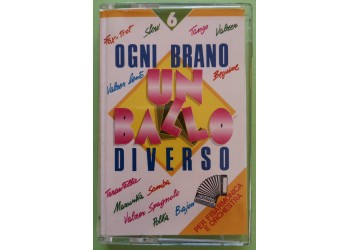 6
Fox-Trot Slow Tango Valzer
OGNI BRANO
Valzer lento Beguine
UN
BALLO
DIVERSO
Tarantella
Mazurka Samba
Valzer Spagnolo
Polka Bajon
PER FISARMONICA
E ORCHESTRA